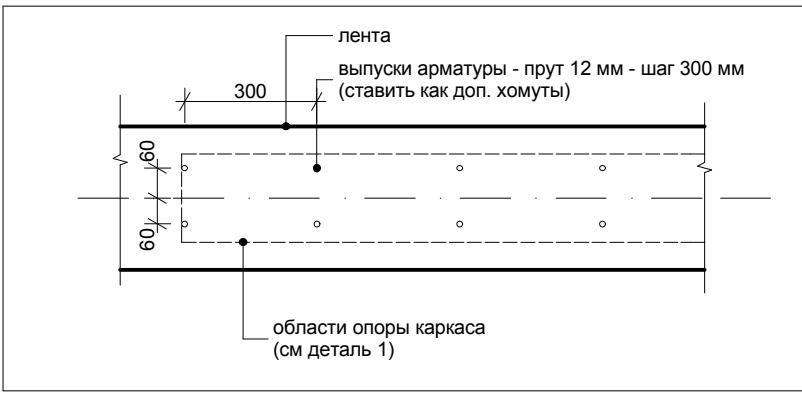 лента
выпуски арматуры - прут 12 мм - шаг 300 мм
(ставить как доп. хомуты)
300
60
60
области опоры каркаса
(см деталь 1)